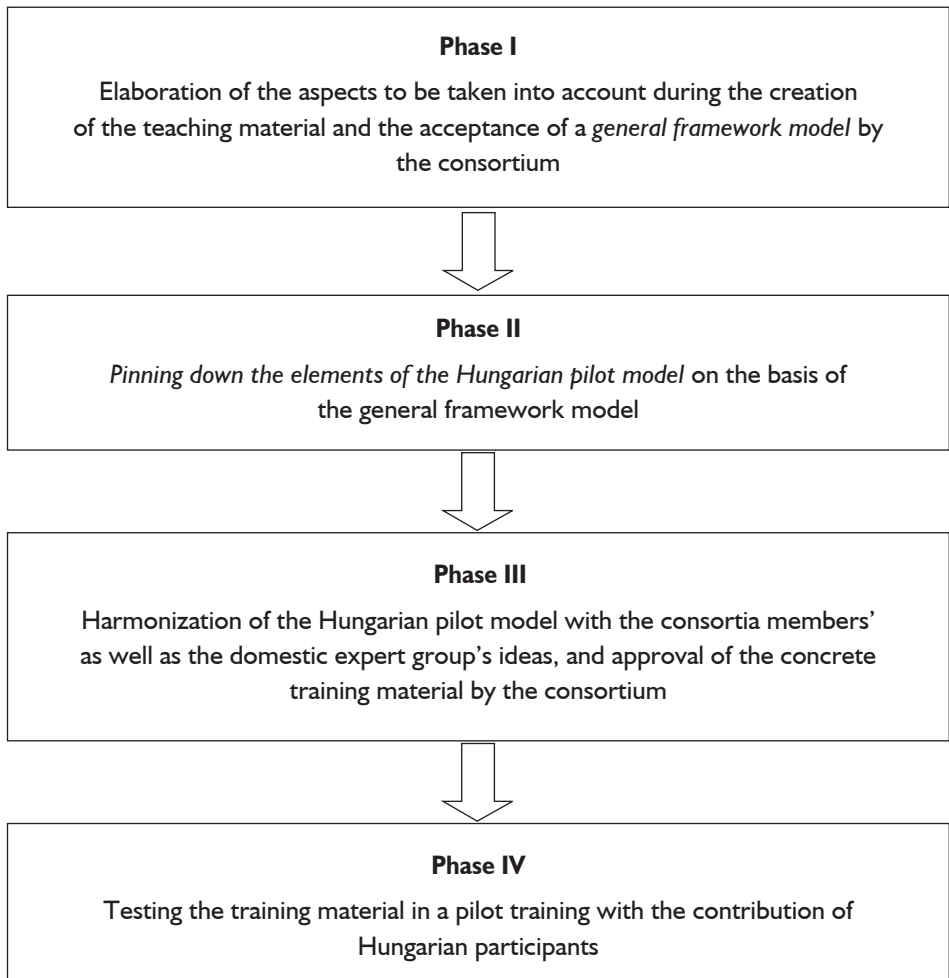 Phase I
Elaboration of the aspects to be taken into account during the creation
of the teaching material and the acceptance of a general framework model by
the consortium
Phase II
Pinning down the elements of the Hungarian pilot model on the basis of
the general framework model
Phase III
Harmonization of the Hungarian pilot model with the consortia members’
as well as the domestic expert group’s ideas, and approval of the concrete
training material by the consortium
Phase IV
Testing the training material in a pilot training with the contribution of
Hungarian participants